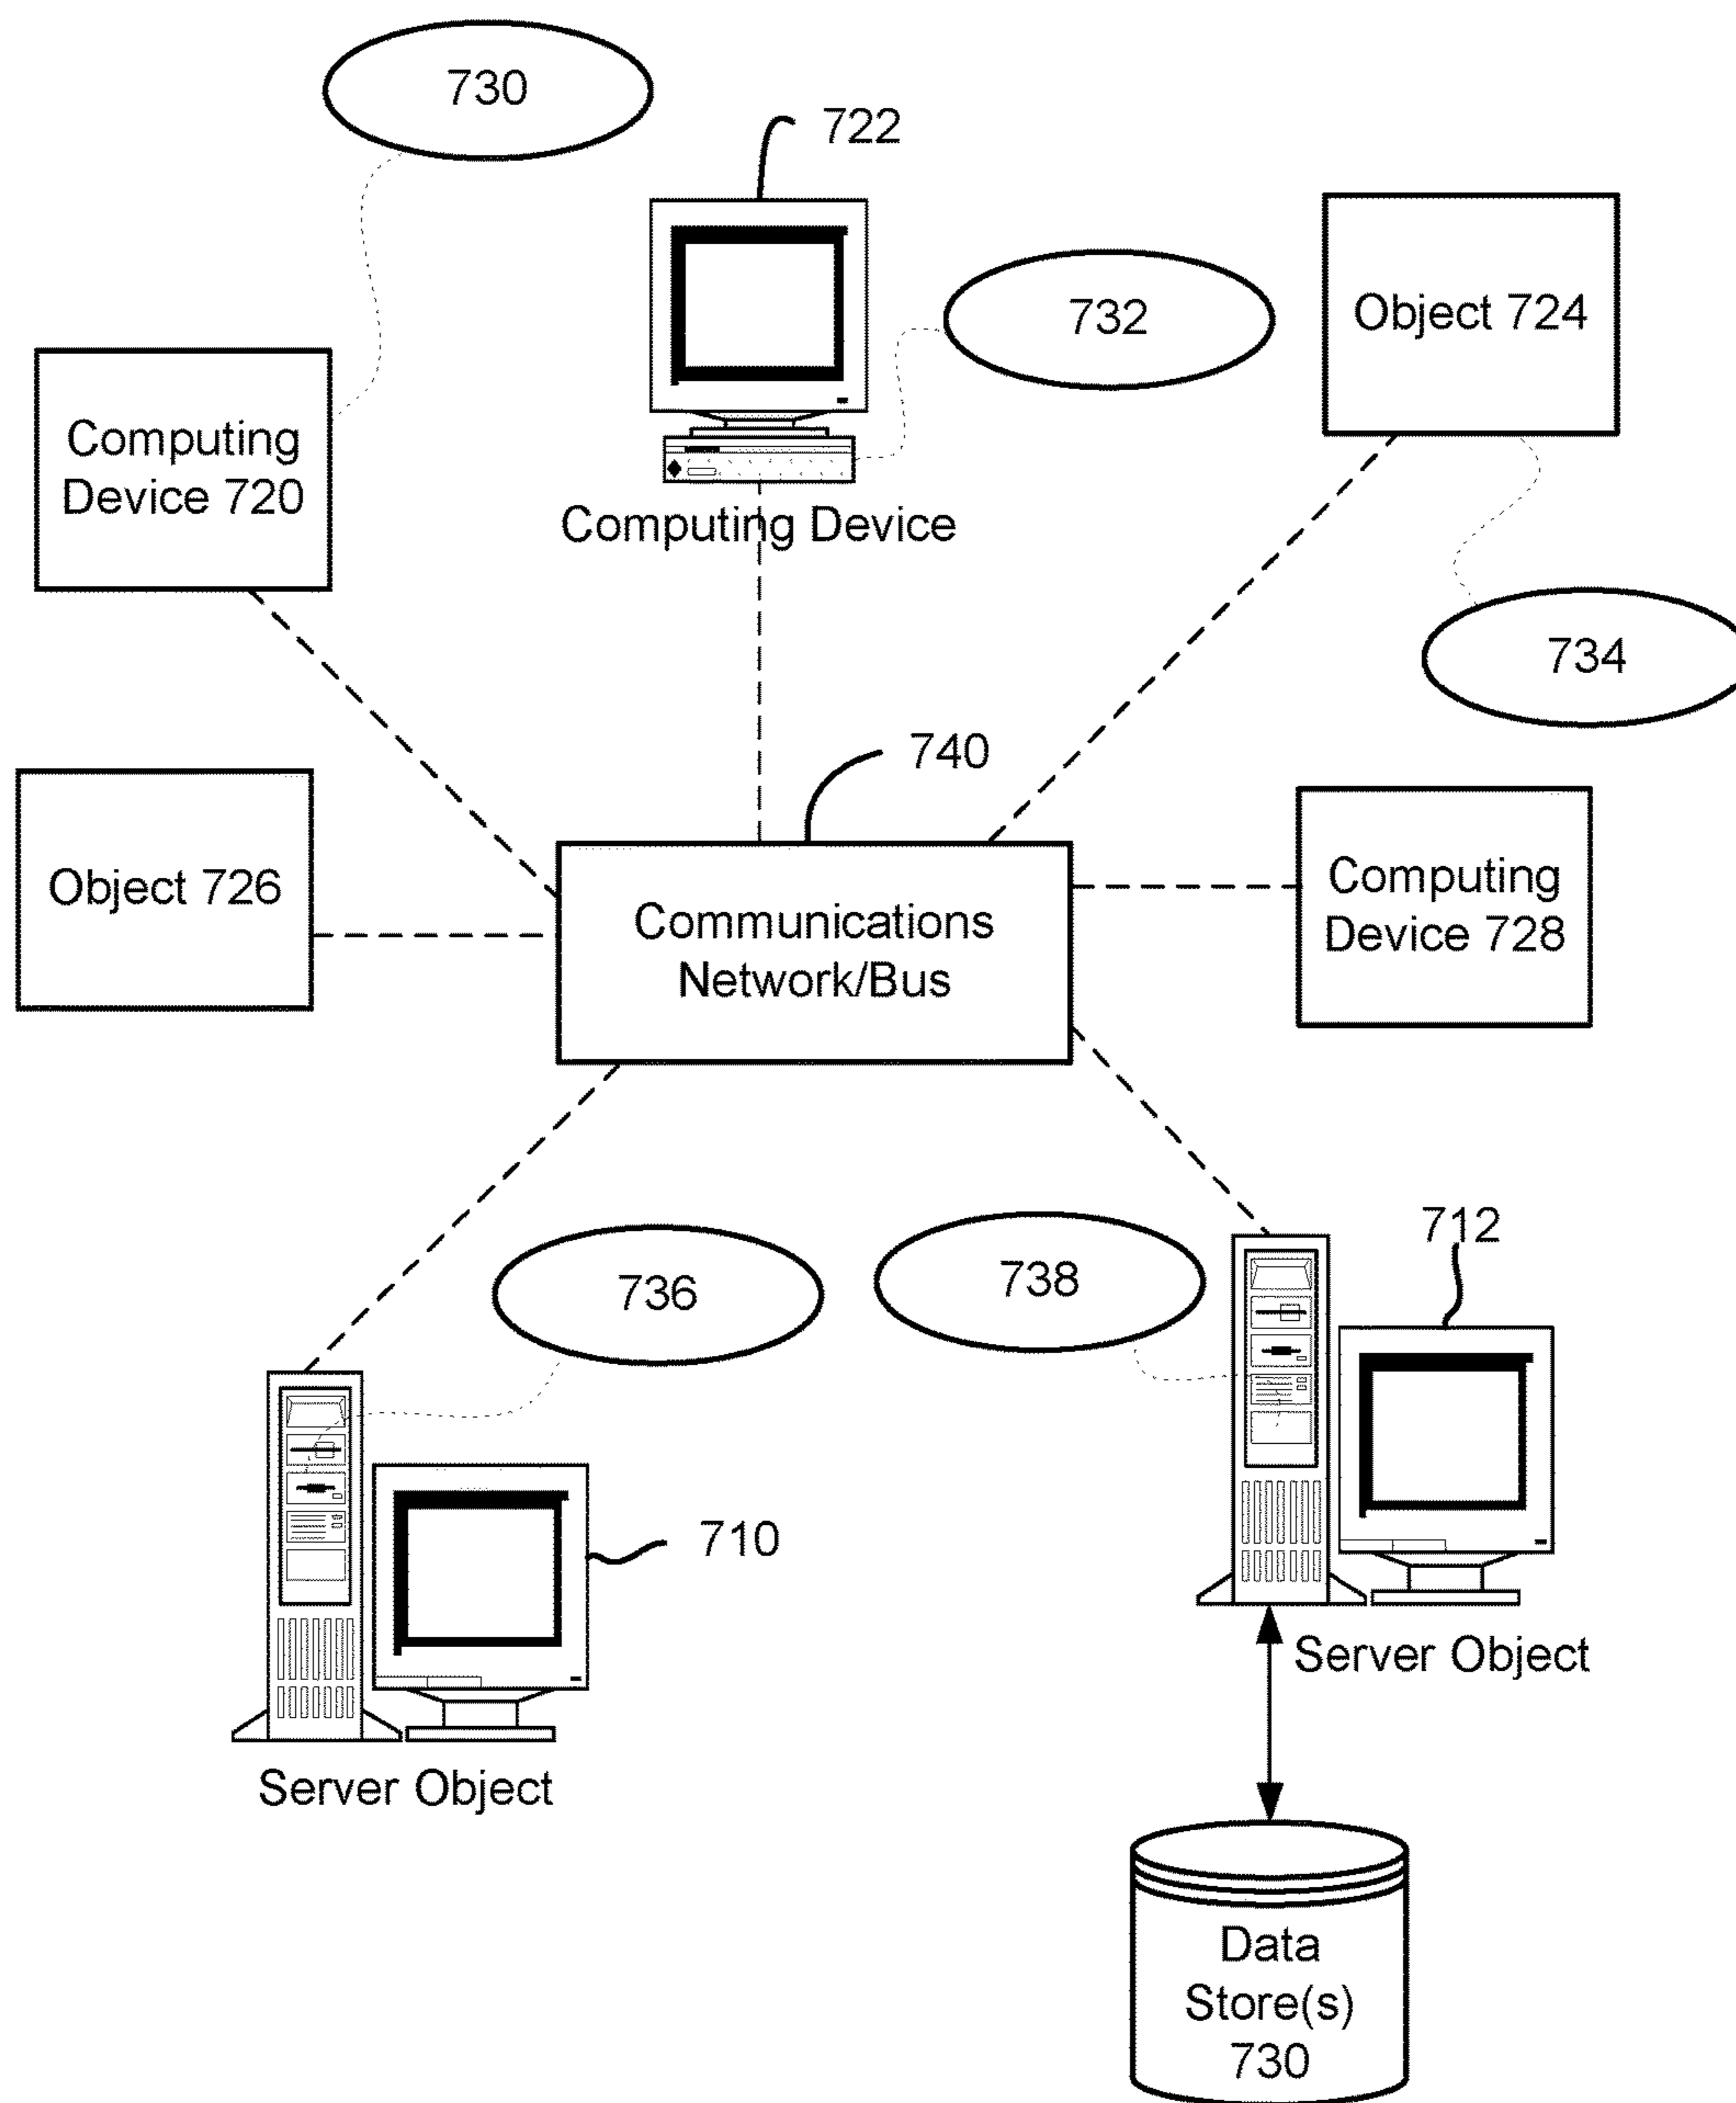 730
722
732
Object 724
Computing
Device 720
Computing Device
734
740
Object 726
Communications
Network/Bus
Computing
Device 728
736
738
712
710
Server Object
Server Object
Data
Store(s)
730